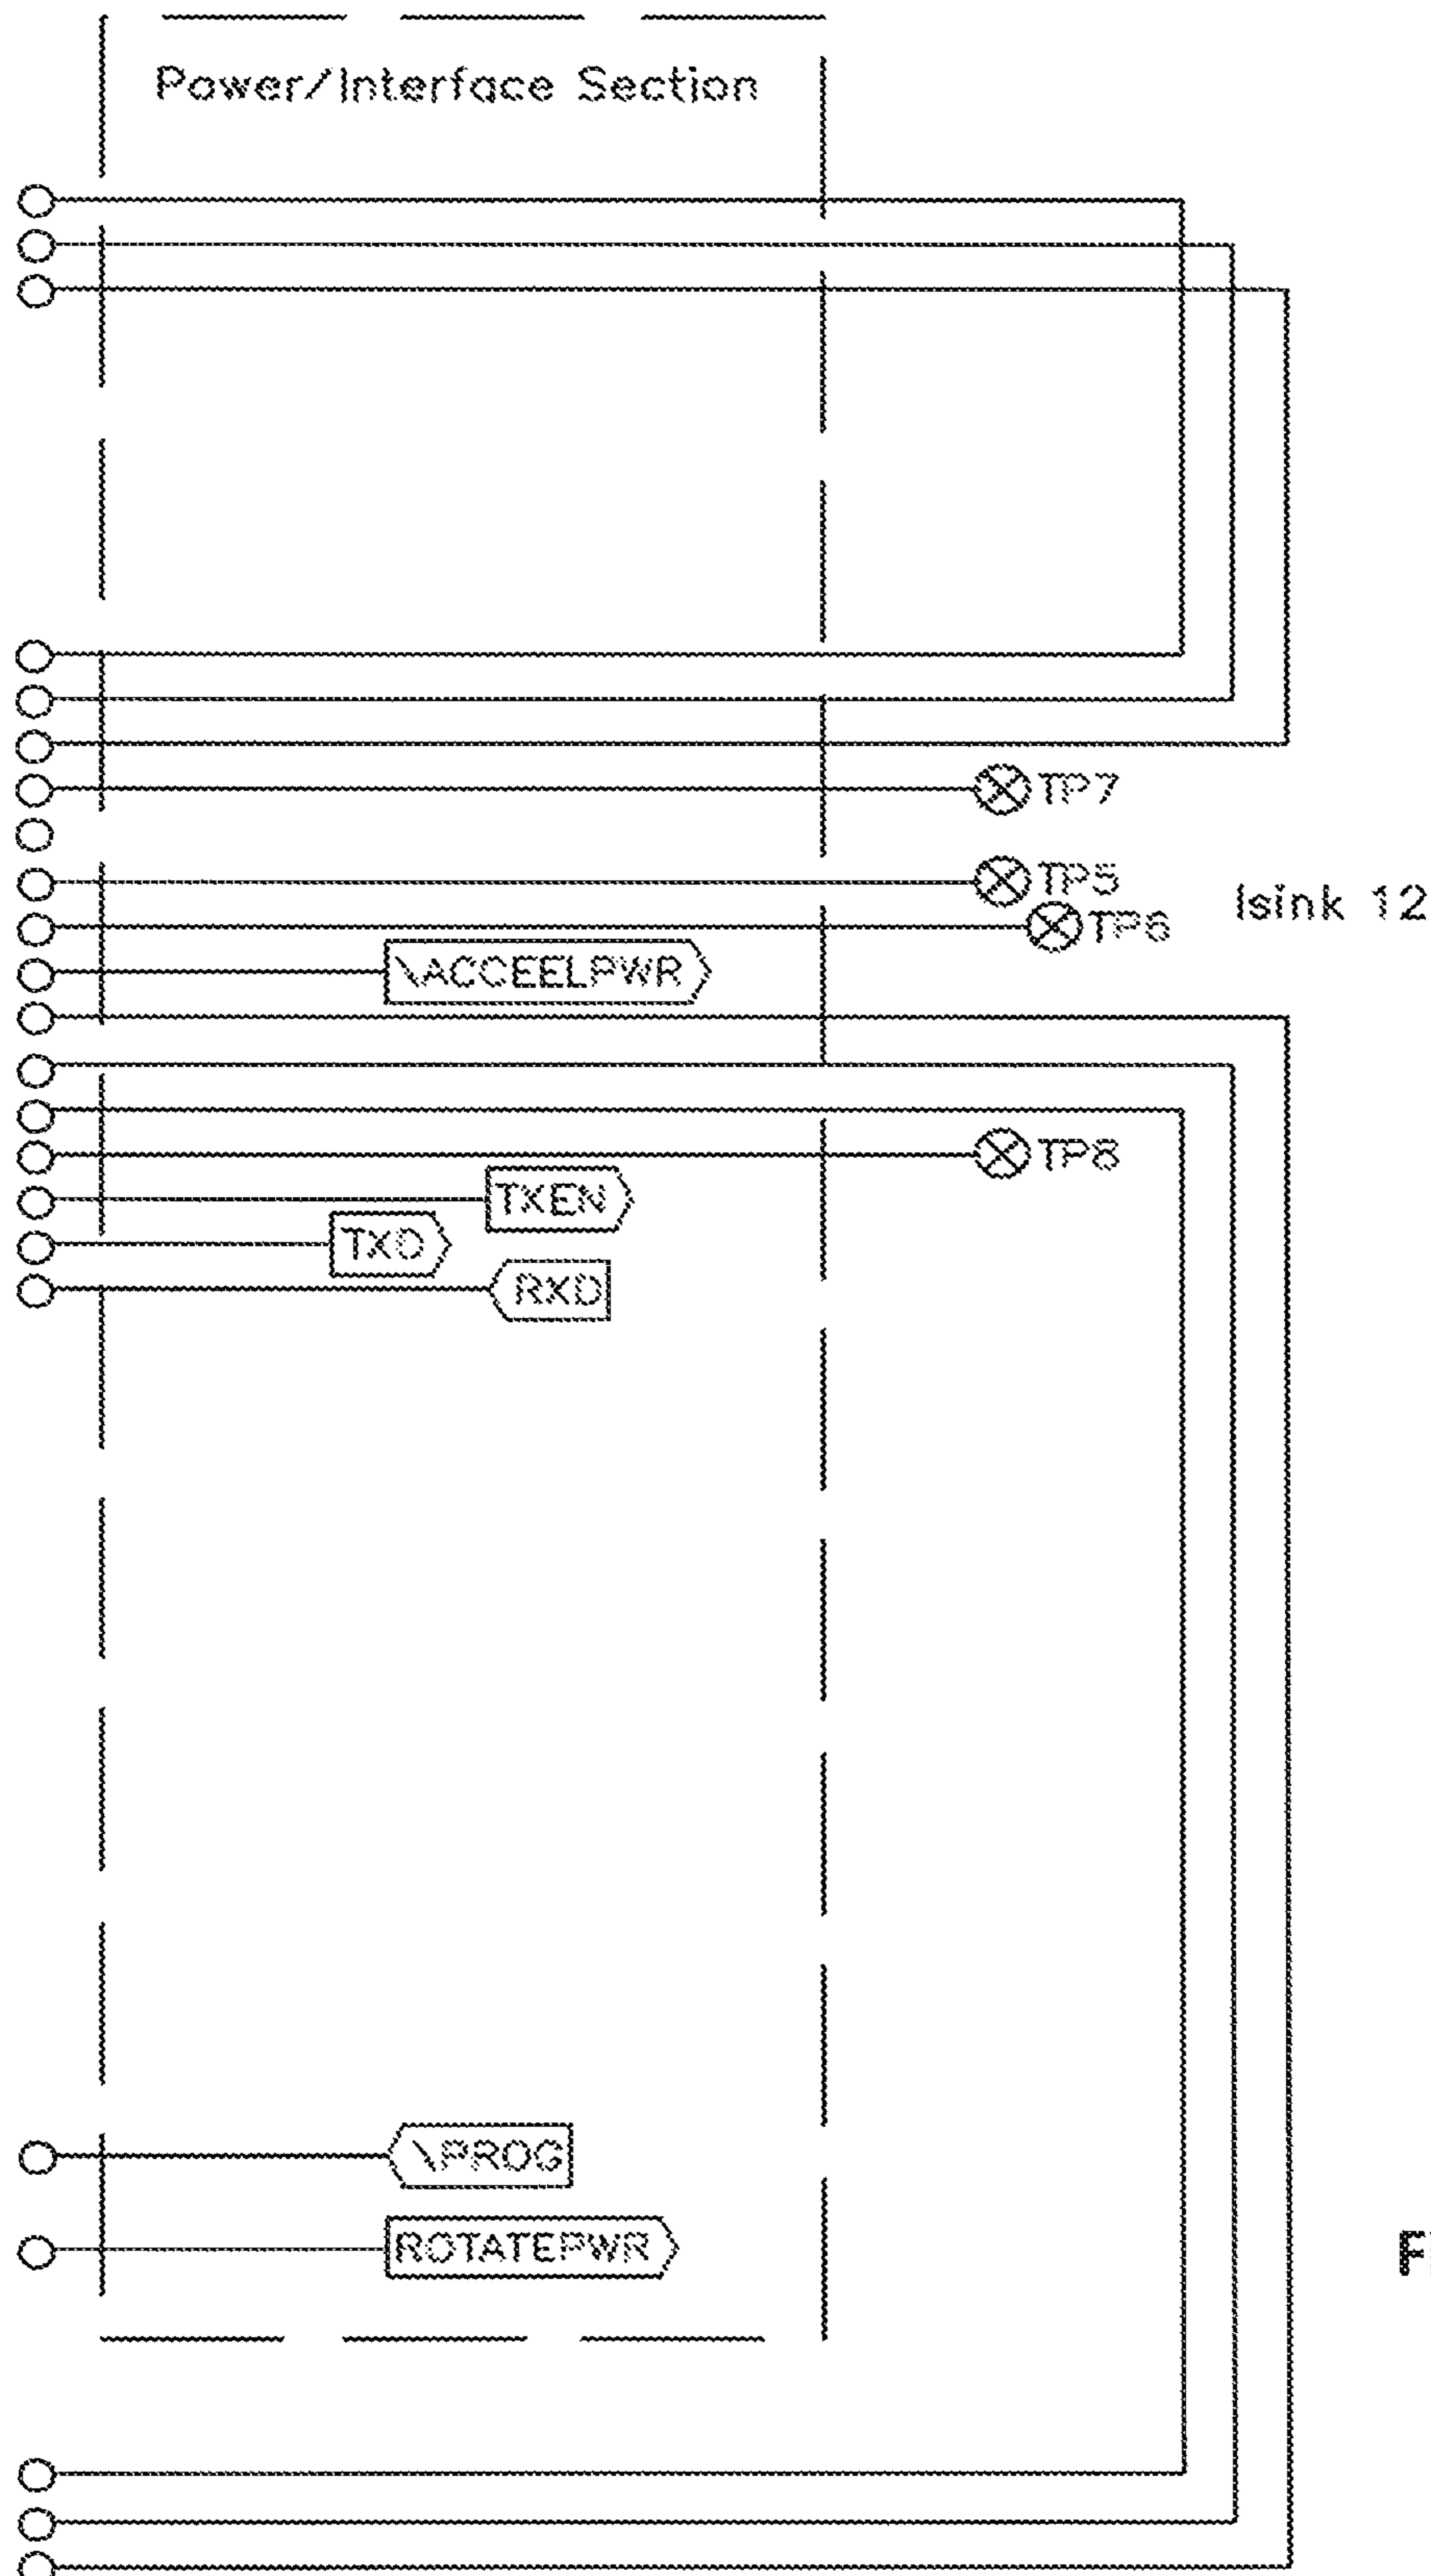 Power/Interface Section
TP7
TP5
Isink 12
TP6
\ACCEELPWR
TP8
TXEN
TXD
RXD
\PROG
ROTATEPWR